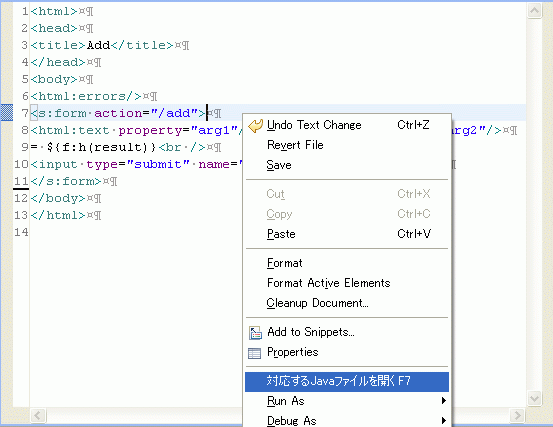 1 <html>¤¶
2 <head>¤¶
3 <title>Add</title>¤¶
4 </head>¤¶
5 <body>¤¶
6 <html:errors/>¤¶
7 <s:form·action="/add">¤¶
8 <html:text·property="arg1"/ arg2"/>¤¶
9 =·${f:h(result)}<br·/>¤¶
10 <input·type="submit"·name=" ¤¶
11 </s:form>¤¶
12 </body>¤¶
13 </html>¤¶
14
Undo Text Change Ctrl+Z
Revert File
Save
Cut Ctrl+X
Copy Ctrl+C
Paste Ctrl+V
Format
Format Active Elements
Cleanup Document...
Add to Snippets...
Properties
対応するJavaファイルを開く F7
Run As
Debug As